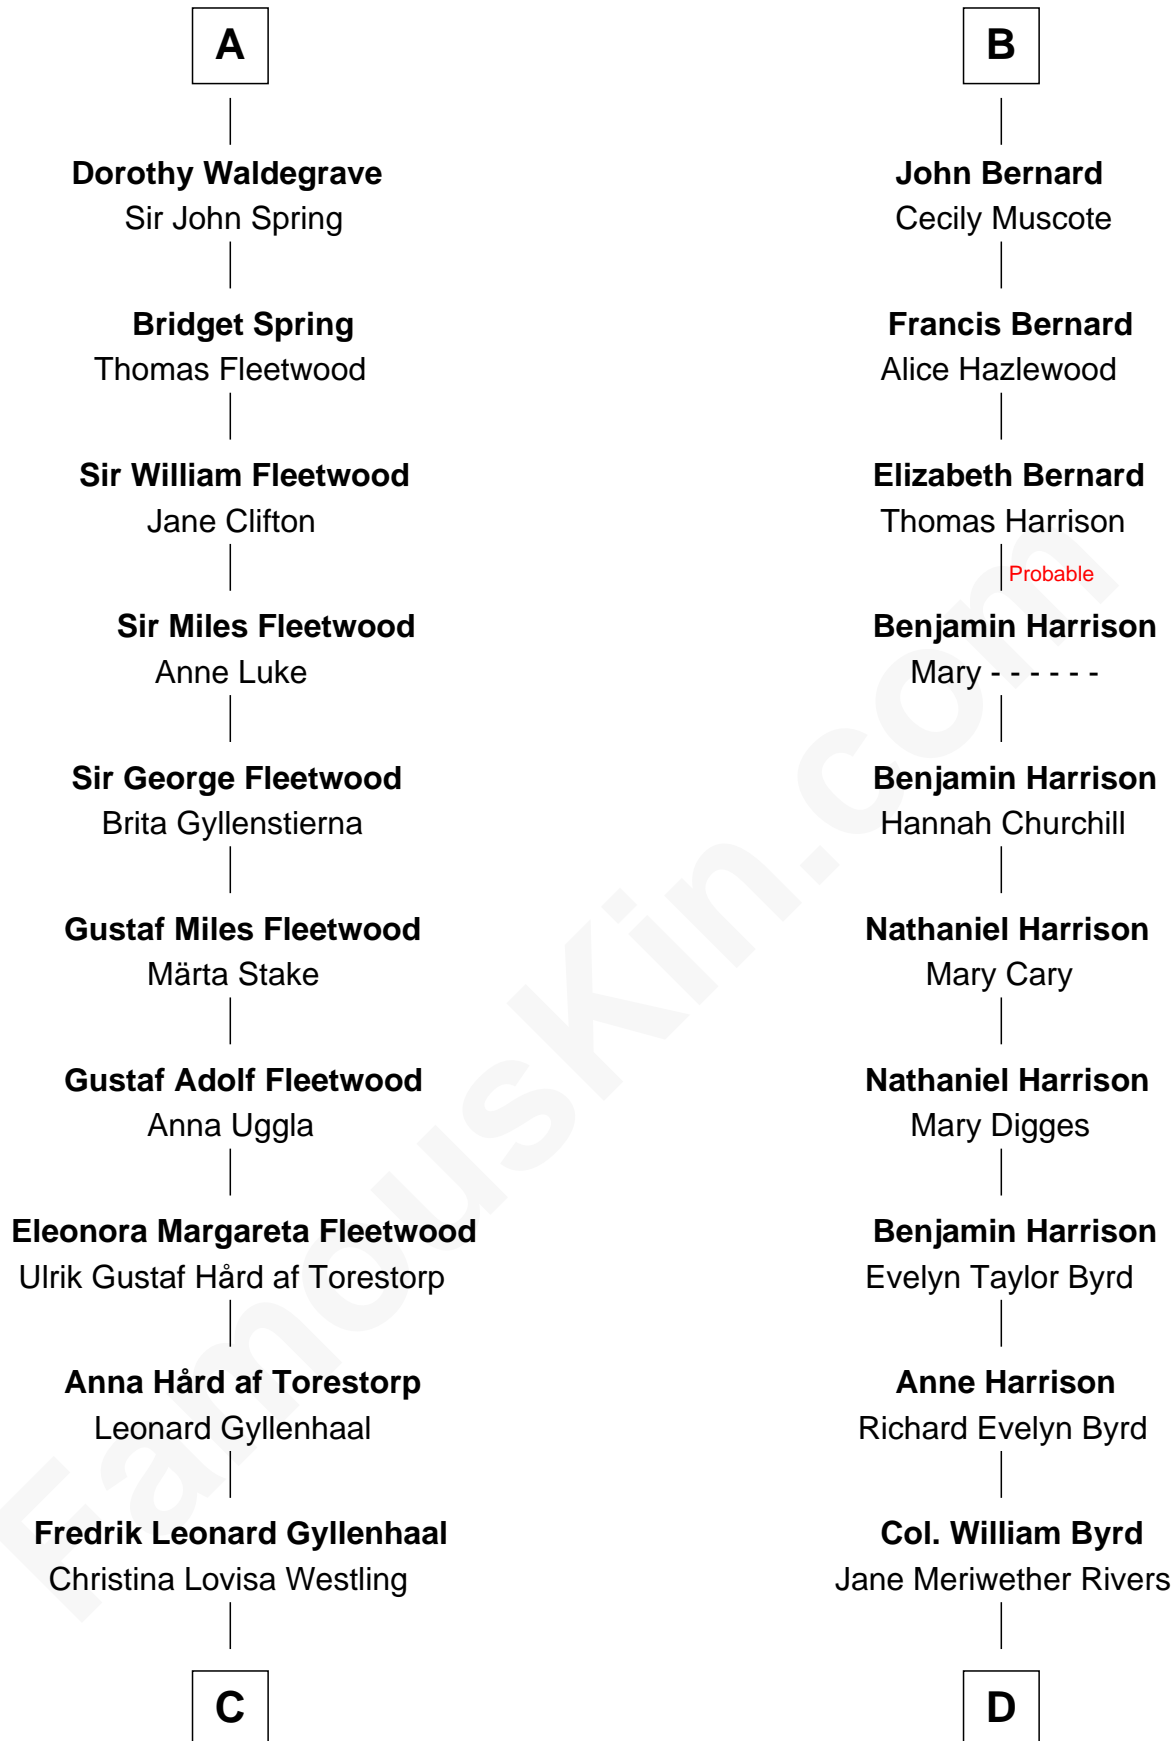 A
Dorothy Waldegrave
Sir John Spring
Bridget Spring
Thomas Fleetwood
Sir William Fleetwood
Jane Clifton
Sir Miles Fleetwood
Anne Luke
Sir George Fleetwood
Brita Gyllenstierna
Gustaf Miles Fleetwood
Märta Stake
Gustaf Adolf Fleetwood
Anna Uggla
Eleonora Margareta Fleetwood
Ulrik Gustaf Hård af Torestorp
Anna Hård af Torestorp
Leonard Gyllenhaal
Fredrik Leonard Gyllenhaal
Christina Lovisa Westling
C
B
John Bernard
Cecily Muscote
Francis Bernard
Alice Hazlewood
Elizabeth Bernard
Thomas Harrison
Probable
Benjamin Harrison
Mary - - - - - -
Benjamin Harrison
Hannah Churchill
Nathaniel Harrison
Mary Cary
Nathaniel Harrison
Mary Digges
Benjamin Harrison
Evelyn Taylor Byrd
Anne Harrison
Richard Evelyn Byrd
Col. William Byrd
Jane Meriwether Rivers
D
FamousKin.com